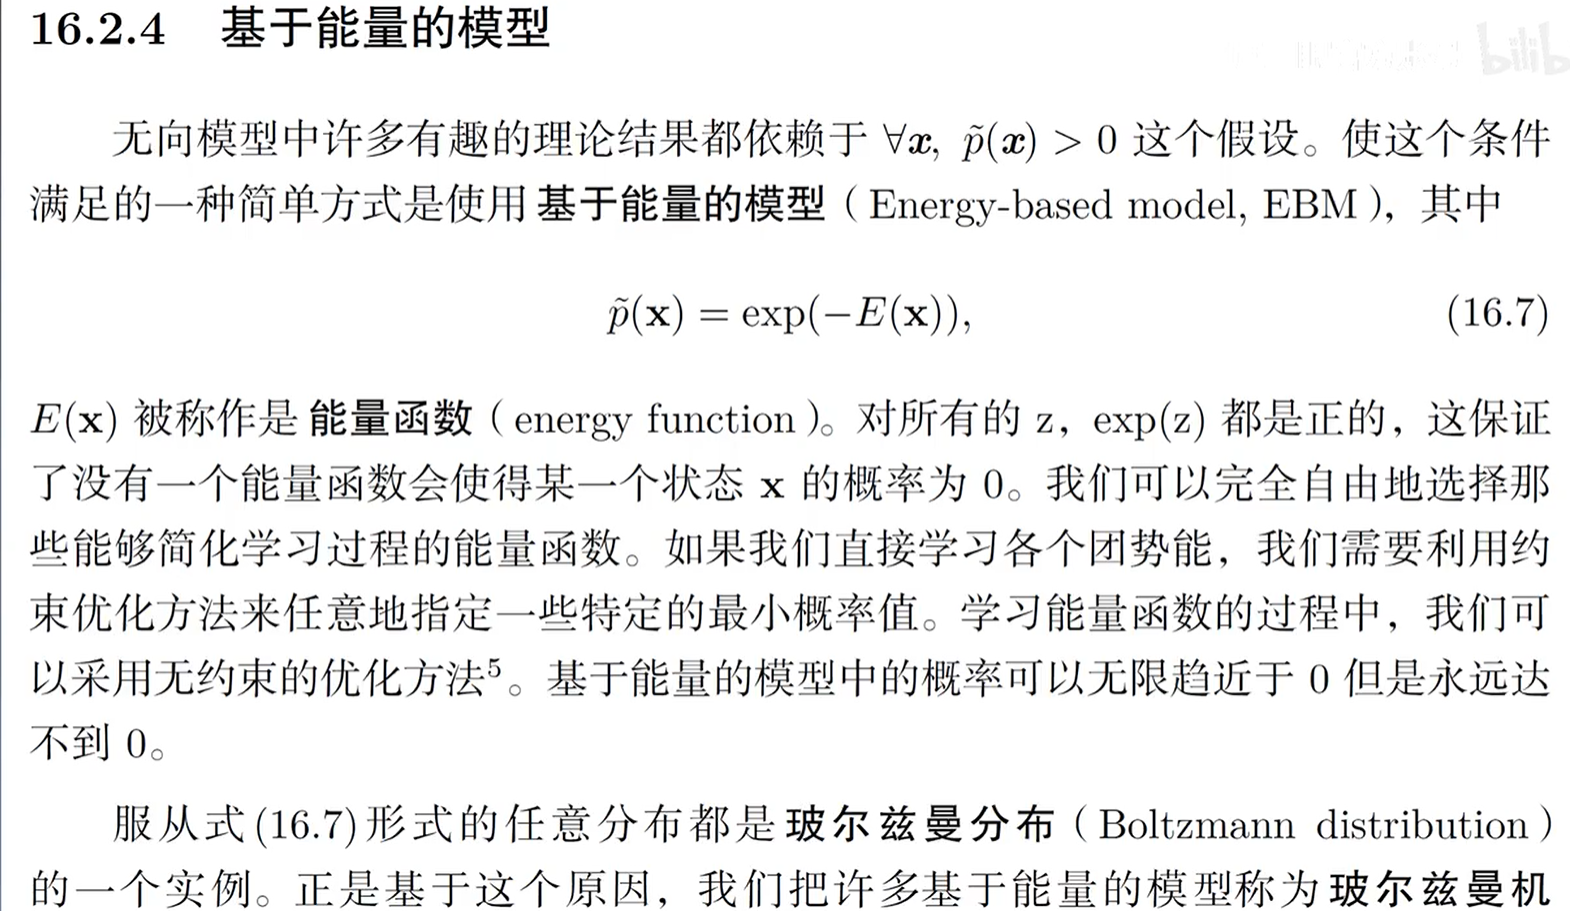 16.2.4 基于能量的模型
bilib
无向模型中许多有趣的理论结果都依赖于 ∀x, p̃(x) > 0 这个假设。使这个条件
满足的一种简单方式是使用 基于能量的模型（Energy-based model, EBM），其中
p̃(x) = exp(−E(x)), (16.7)
E(x) 被称作是 能量函数（energy function）。对所有的 z，exp(z) 都是正的，这保证
了没有一个能量函数会使得某一个状态 x 的概率为 0。我们可以完全自由地选择那
些能够简化学习过程的能量函数。如果我们直接学习各个团势能，我们需要利用约
束优化方法来任意地指定一些特定的最小概率值。学习能量函数的过程中，我们可
以采用无约束的优化方法⁵。基于能量的模型中的概率可以无限趋近于 0 但是永远达
不到 0。
服从式(16.7)形式的任意分布都是 玻尔兹曼分布（Boltzmann distribution）
的一个实例。正是基于这个原因，我们把许多基于能量的模型称为 玻尔兹曼机